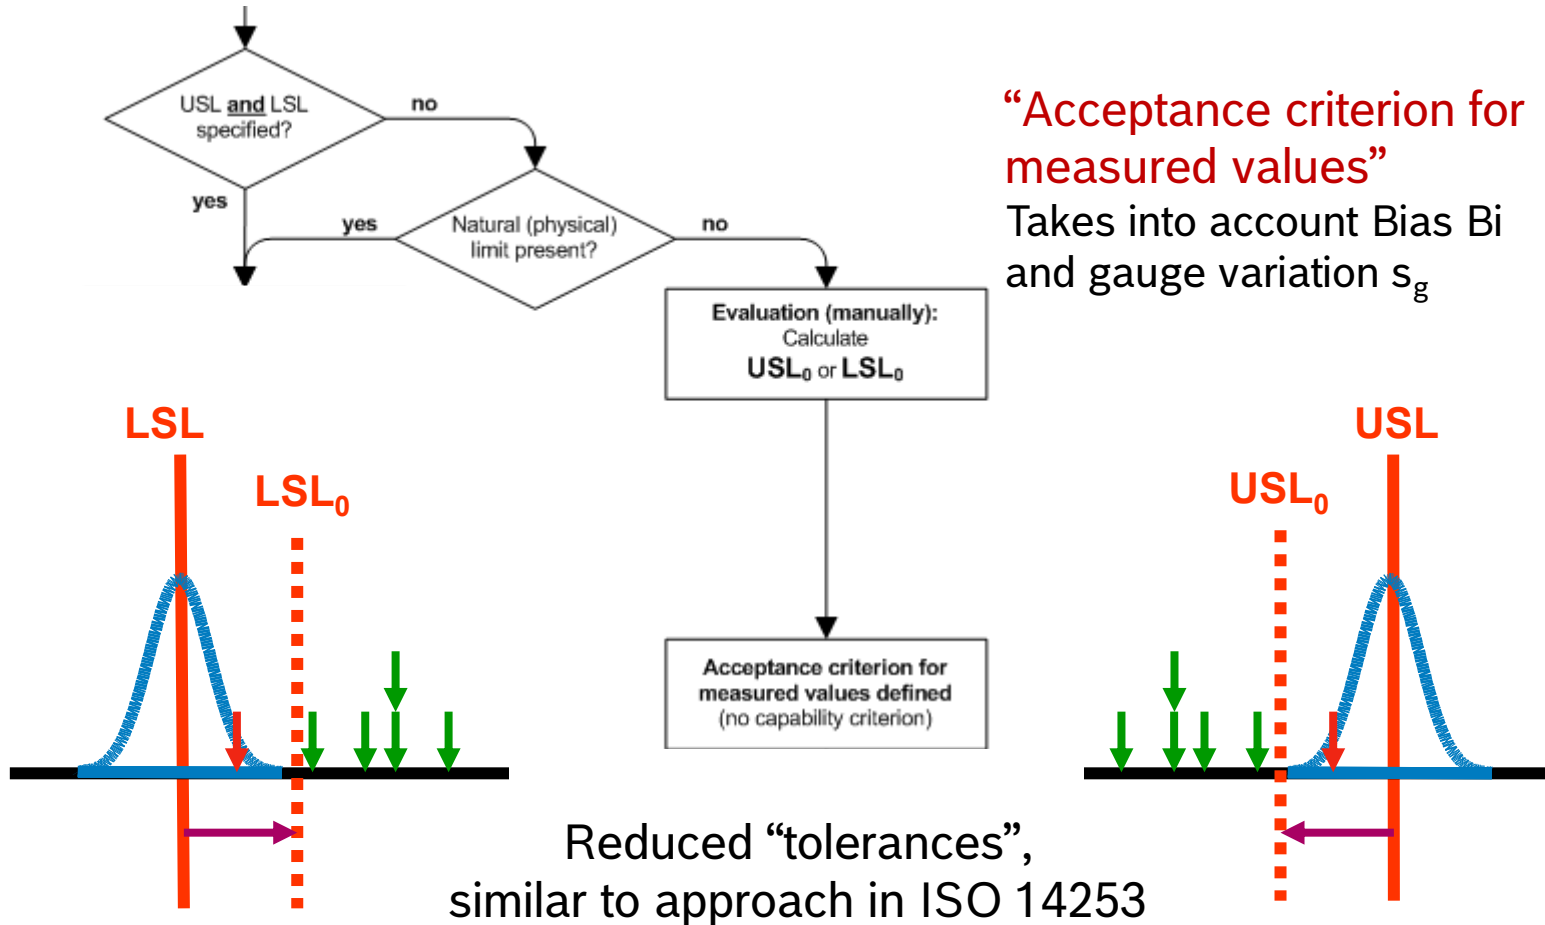 USL and LSL
specified?
no
yes
Natural (physical)
limit present?
yes
no
Evaluation (manually):
Calculate
USL₀ or LSL₀
Acceptance criterion for
measured values defined
(no capability criterion)
“Acceptance criterion for
measured values”
Takes into account Bias Bi
and gauge variation sg
LSL
LSL₀
USL
USL₀
Reduced “tolerances”,
similar to approach in ISO 14253